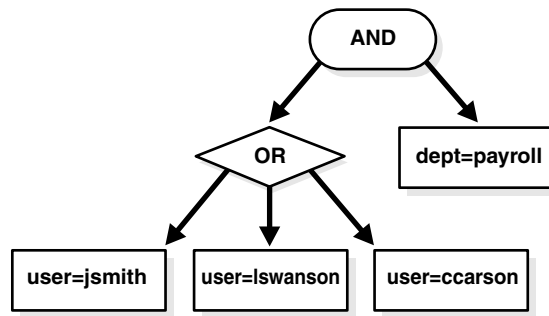 AND
OR
dept=payroll
user=jsmith
user=lswanson
user=ccarson